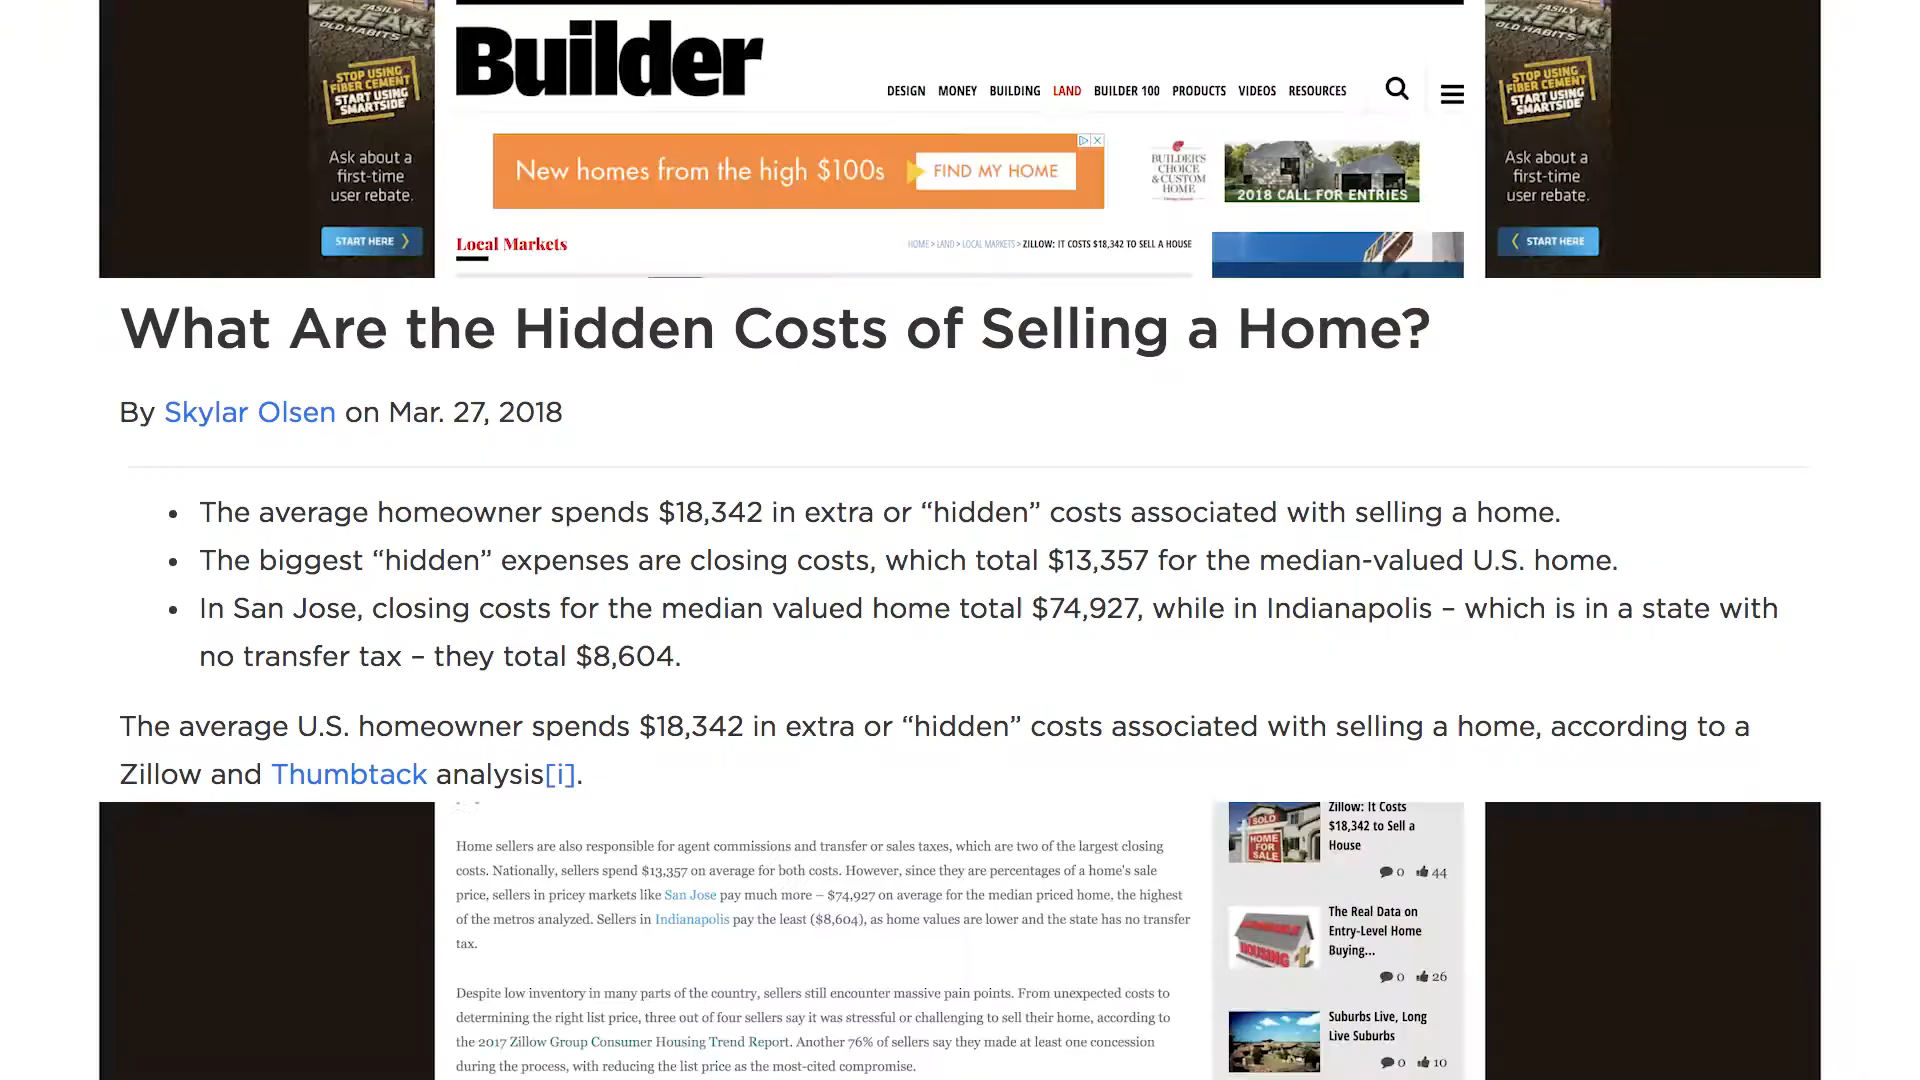 EASILY
BREAK
OLD HABITS
STOP USING
FIBER CEMENT
START USING
SMARTSIDE
Ask about a
first-time
user rebate.
START HERE
Builder
DESIGN MONEY BUILDING LAND BUILDER 100 PRODUCTS VIDEOS RESOURCES
New homes from the high $100s
FIND MY HOME
BUILDER'S
CHOICE
& CUSTOM
HOME
2018 CALL FOR ENTRIES
Local Markets
HOME > LAND > LOCAL MARKETS > ZILLOW: IT COSTS $18,342 TO SELL A HOUSE
EASILY
BREAK
OLD HABITS
STOP USING
FIBER CEMENT
START USING
SMARTSIDE
Ask about a
first-time
user rebate.
START HERE
What Are the Hidden Costs of Selling a Home?
By Skylar Olsen on Mar. 27, 2018
• The average homeowner spends $18,342 in extra or “hidden” costs associated with selling a home.
• The biggest “hidden” expenses are closing costs, which total $13,357 for the median-valued U.S. home.
• In San Jose, closing costs for the median valued home total $74,927, while in Indianapolis – which is in a state with
no transfer tax – they total $8,604.
The average U.S. homeowner spends $18,342 in extra or “hidden” costs associated with selling a home, according to a
Zillow and Thumbtack analysis[i].
Home sellers are also responsible for agent commissions and transfer or sales taxes, which are two of the largest closing
costs. Nationally, sellers spend $13,357 on average for both costs. However, since they are percentages of a home's sale
price, sellers in pricey markets like San Jose pay much more – $74,927 on average for the median priced home, the highest
of the metros analyzed. Sellers in Indianapolis pay the least ($8,604), as home values are lower and the state has no transfer
tax.
Despite low inventory in many parts of the country, sellers still encounter massive pain points. From unexpected costs to
determining the right list price, three out of four sellers say it was stressful or challenging to sell their home, according to
the 2017 Zillow Group Consumer Housing Trend Report. Another 76% of sellers say they made at least one concession
during the process, with reducing the list price as the most-cited compromise.
SOLD
HOME
FOR
SALE
Zillow: It Costs
$18,342 to Sell a
House
0 44
HOUSING
The Real Data on
Entry-Level Home
Buying...
0 26
Suburbs Live, Long
Live Suburbs
0 10